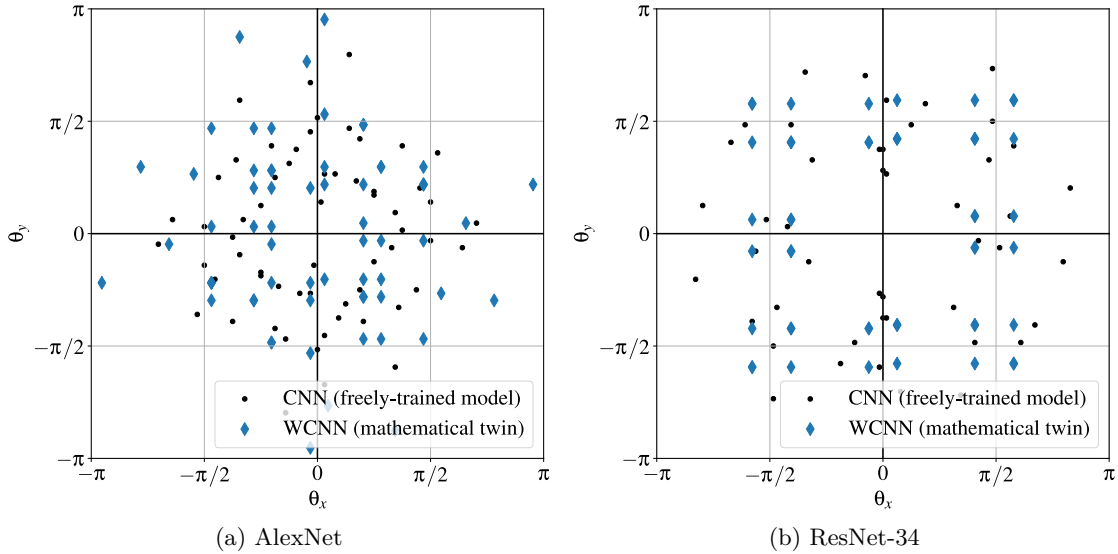 π
π/2
0
−π/2
−π
θy
−π
−π/2
0
π/2
π
θx
CNN (freely-trained model)
WCNN (mathematical twin)
(a) AlexNet
π
π/2
0
−π/2
−π
θy
−π
−π/2
0
π/2
π
θx
CNN (freely-trained model)
WCNN (mathematical twin)
(b) ResNet-34